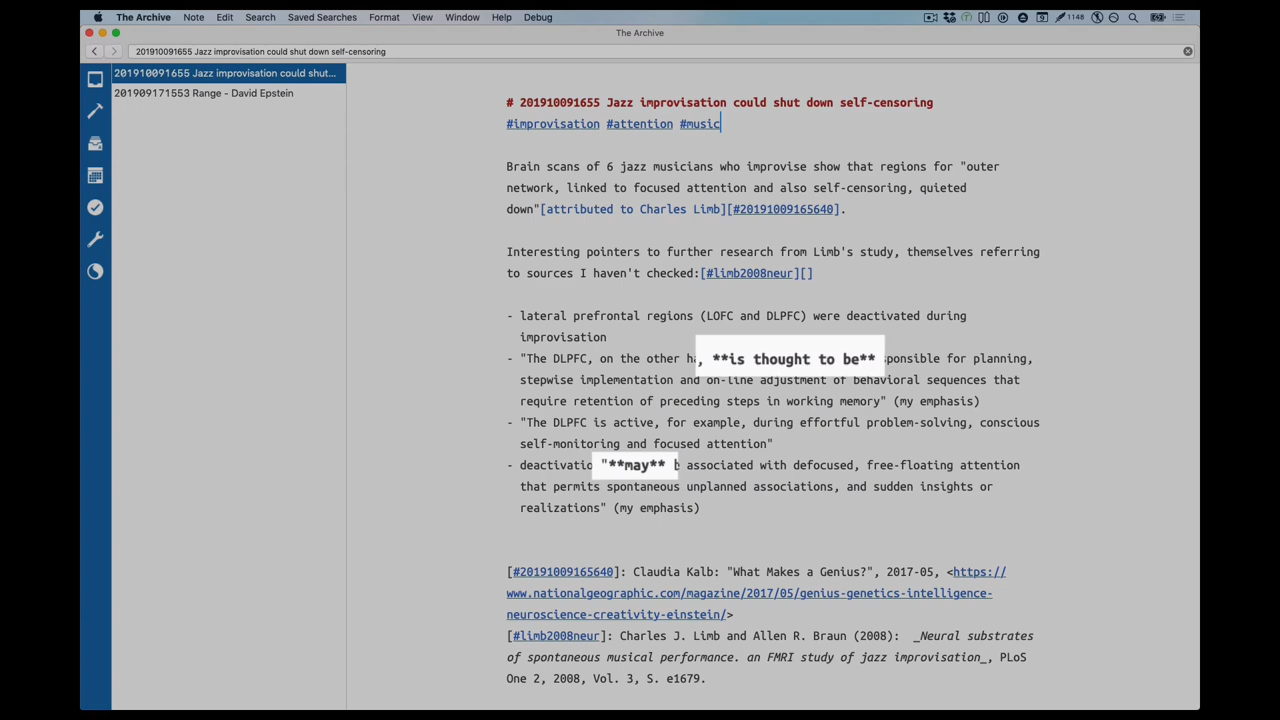 The Archive Note Edit Search Saved Searches Format View Window Help Debug 1148
The Archive
201910091655 Jazz improvisation could shut down self-censoring
201910091655 Jazz improvisation could shut...
201909171553 Range - David Epstein
# 201910091655 Jazz improvisation could shut down self-censoring
#improvisation #attention #music
Brain scans of 6 jazz musicians who improvise show that regions for "outer
network, linked to focused attention and also self-censoring, quieted
down"[attributed to Charles Limb][#20191009165640].
Interesting pointers to further research from Limb's study, themselves referring
to sources I haven't checked:[#limb2008neur][]
- lateral prefrontal regions (LOFC and DLPFC) were deactivated during
improvisation
- "The DLPFC, on the other ha, **is thought to be** sponsible for planning,
stepwise implementation and on-line adjustment of behavioral sequences that
require retention of preceding steps in working memory" (my emphasis)
- "The DLPFC is active, for example, during effortful problem-solving, conscious
self-monitoring and focused attention"
- deactivatio "**may** b associated with defocused, free-floating attention
that permits spontaneous unplanned associations, and sudden insights or
realizations" (my emphasis)
[#20191009165640]: Claudia Kalb: "What Makes a Genius?", 2017-05, <https://
www.nationalgeographic.com/magazine/2017/05/genius-genetics-intelligence-
neuroscience-creativity-einstein/>
[#limb2008neur]: Charles J. Limb and Allen R. Braun (2008): _Neural substrates
of spontaneous musical performance. an FMRI study of jazz improvisation_, PLoS
One 2, 2008, Vol. 3, S. e1679.